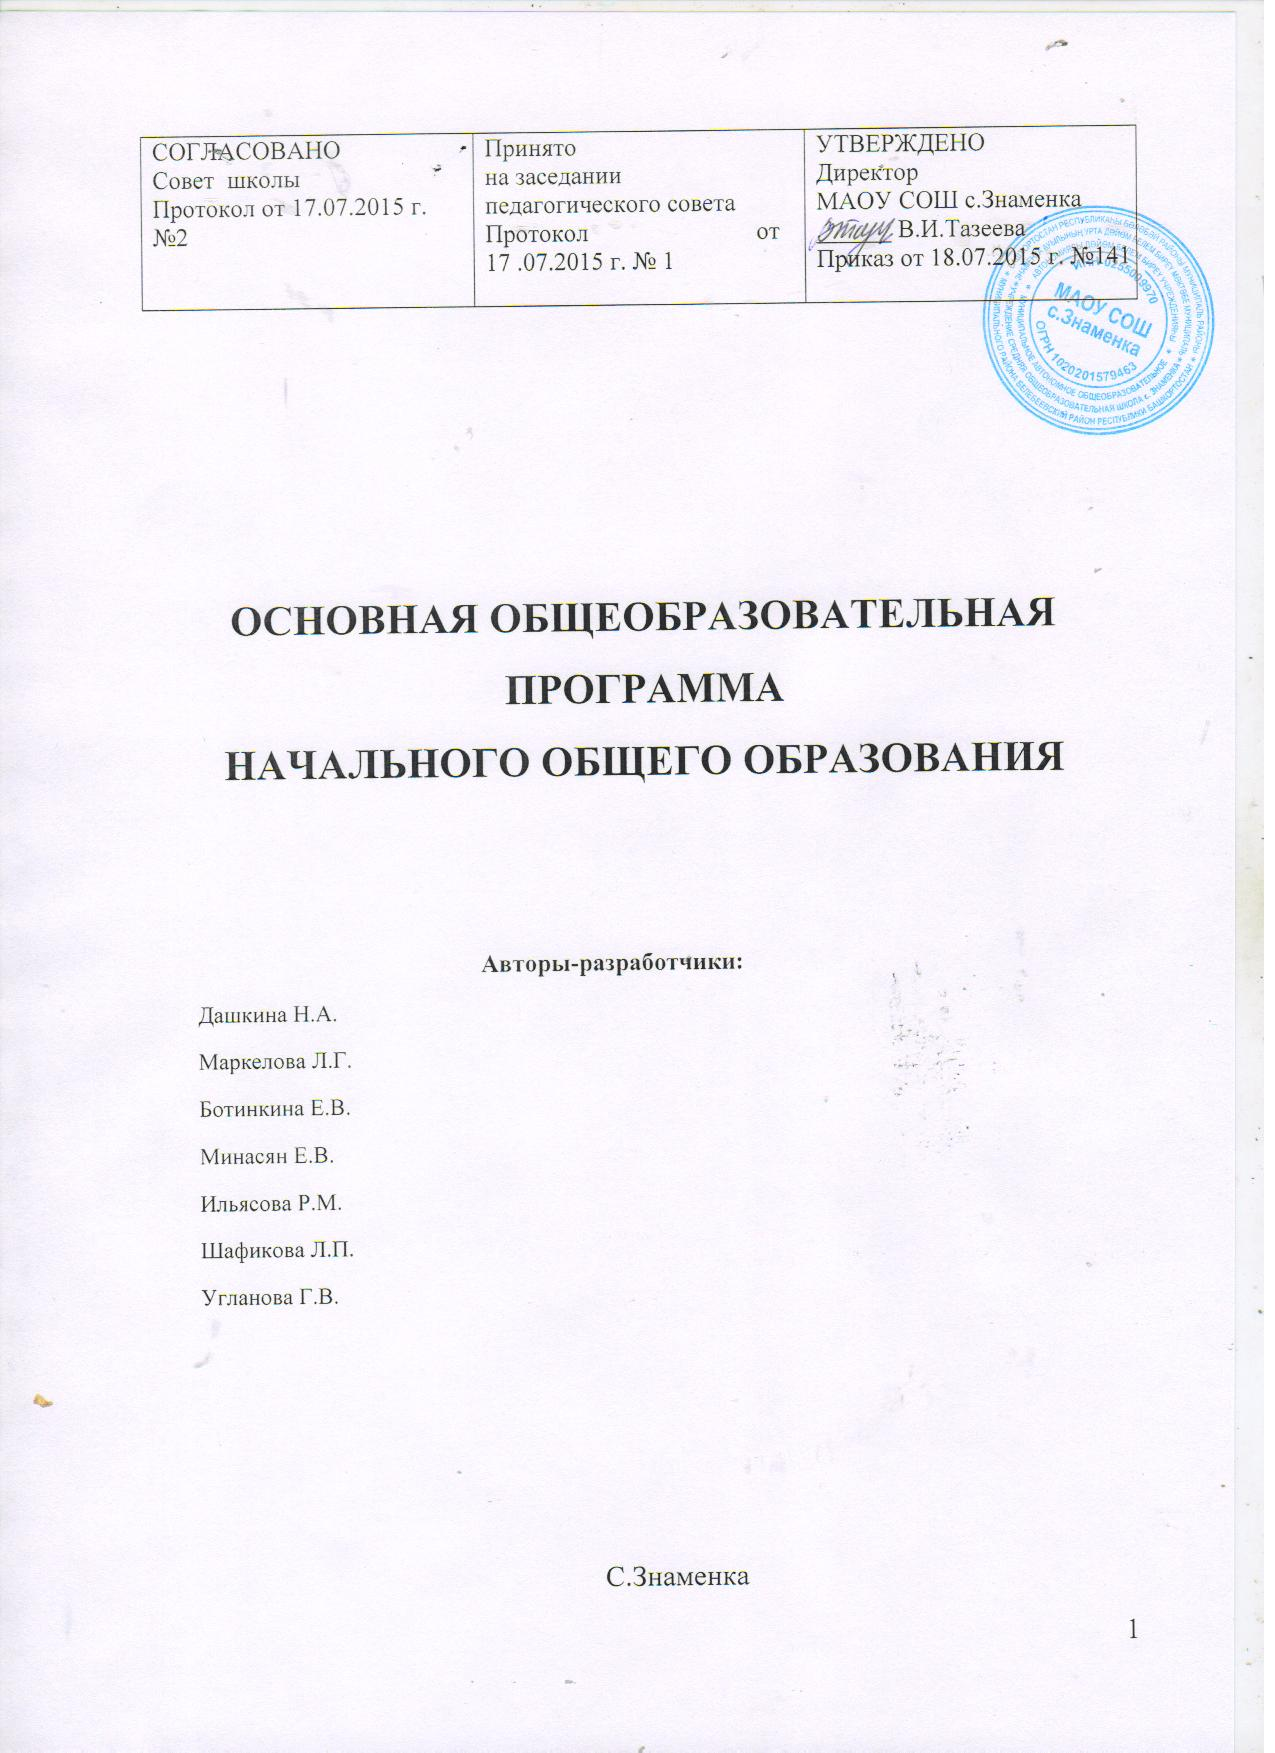 СОГЛАСОВАНО
Совет школы
Протокол от 17.07.2015 г.
№2
Принято
на заседании
педагогического совета
Протокол от
17 .07.2015 г. № 1
УТВЕРЖДЕНО
Директор
МАОУ СОШ с.Знаменка
В.И.Тазеева
Приказ от 18.07.2015 г. №141
МАОУ СОШ
с.Знаменка
ОГРН 1020201579463
ОСНОВНАЯ ОБЩЕОБРАЗОВАТЕЛЬНАЯ
ПРОГРАММА
НАЧАЛЬНОГО ОБЩЕГО ОБРАЗОВАНИЯ
Авторы-разработчики:
Дашкина Н.А.
Маркелова Л.Г.
Ботинкина Е.В.
Минасян Е.В.
Ильясова Р.М.
Шафикова Л.П.
Угланова Г.В.
С.Знаменка
1